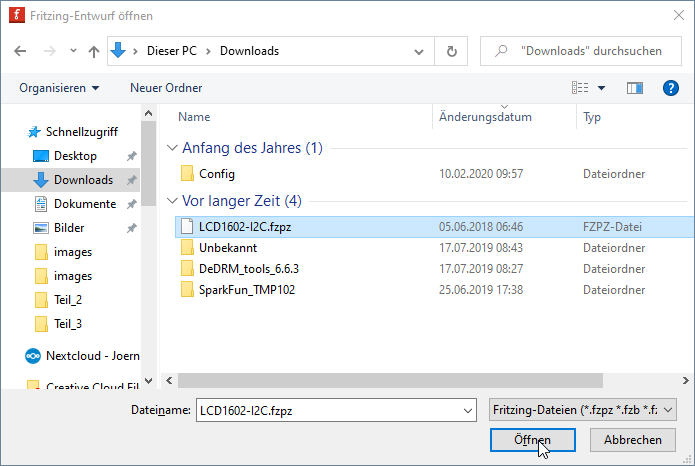 Fritzing-Entwurf öffnen
Dieser PC > Downloads
"Downloads" durchsuchen
Organisieren
Neuer Ordner
Name Änderungsdatum Typ
Schnellzugriff
Desktop
Downloads
Dokumente
Bilder
images
images
Teil_2
Teil_3
Nextcloud - Joern
Creative Cloud Fil
Anfang des Jahres (1)
Config 10.02.2020 09:57 Dateiordner
Vor langer Zeit (4)
LCD1602-I2C.fzpz 05.06.2018 06:46 FZPZ-Datei
Unbekannt 17.07.2019 08:43 Dateiordner
DeDRM_tools_6.6.3 17.07.2019 08:27 Dateiordner
SparkFun_TMP102 25.06.2019 17:38 Dateiordner
Dateiname: LCD1602-I2C.fzpz Fritzing-Dateien (*.fzpz *.fzb *.fz
Öffnen Abbrechen